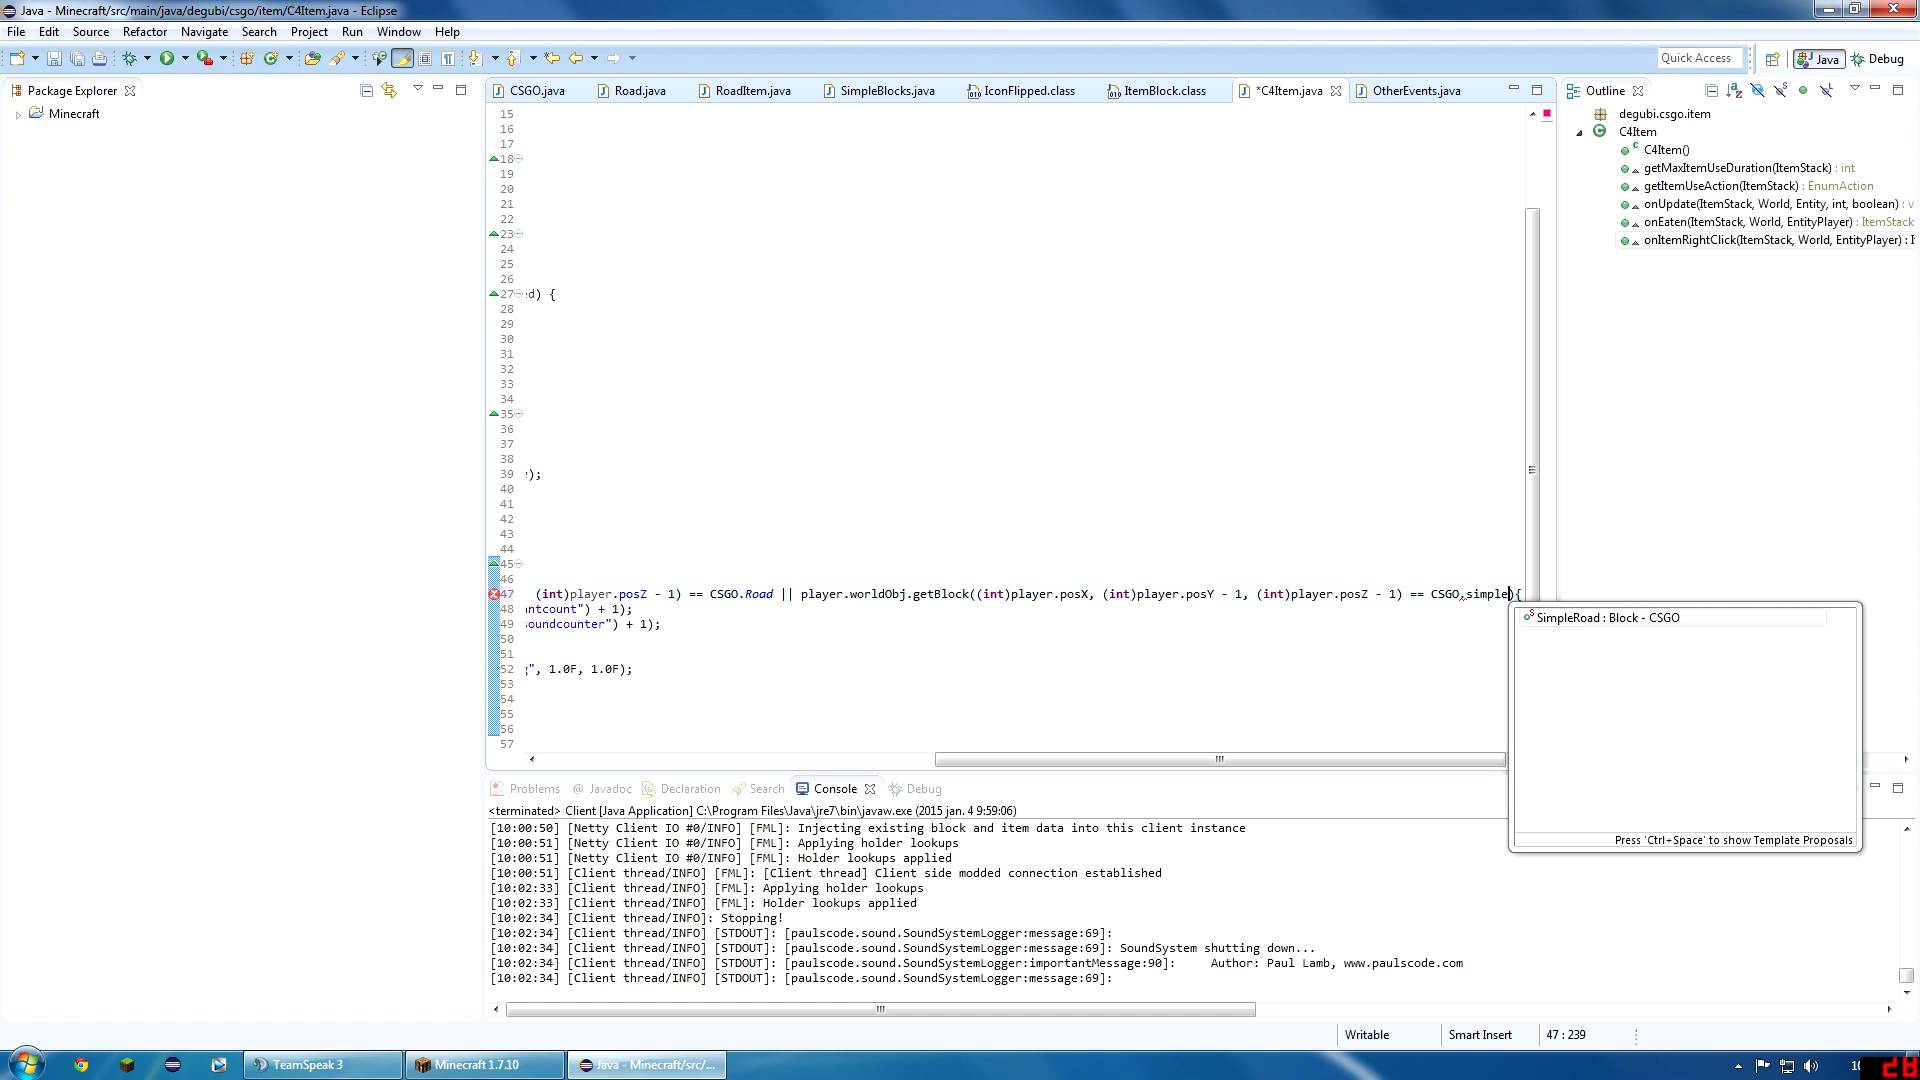 Java - Minecraft/src/main/java/degubi/csgo/item/C4Item.java - Eclipse
File Edit Source Refactor Navigate Search Project Run Window Help
Quick Access Java Debug
Package Explorer
Minecraft
CSGO.java Road.java RoadItem.java SimpleBlocks.java IconFlipped.class ItemBlock.class *C4Item.java OtherEvents.java
15
16
17
18
19
20
21
22
23
24
25
26
27 :d) {
28
29
30
31
32
33
34
35
36
37
38
39 :);
40
41
42
43
44
45
46
47 (int)player.posZ - 1) == CSGO.Road || player.worldObj.getBlock((int)player.posX, (int)player.posY - 1, (int)player.posZ - 1) == CSGO.simple){
48 intcount") + 1);
49 soundcounter") + 1);
50
51
52 ", 1.0F, 1.0F);
53
54
55
56
57
SimpleRoad : Block - CSGO
Press 'Ctrl+Space' to show Template Proposals
Outline
degubi.csgo.item
C4Item
C4Item()
getMaxItemUseDuration(ItemStack) : int
getItemUseAction(ItemStack) : EnumAction
onUpdate(ItemStack, World, Entity, int, boolean) : v
onEaten(ItemStack, World, EntityPlayer) : ItemStack
onItemRightClick(ItemStack, World, EntityPlayer) : I
Problems Javadoc Declaration Search Console Debug
<terminated> Client [Java Application] C:\Program Files\Java\jre7\bin\javaw.exe (2015 jan. 4 9:59:06)
[10:00:50] [Netty Client IO #0/INFO] [FML]: Injecting existing block and item data into this client instance
[10:00:51] [Netty Client IO #0/INFO] [FML]: Applying holder lookups
[10:00:51] [Netty Client IO #0/INFO] [FML]: Holder lookups applied
[10:00:51] [Client thread/INFO] [FML]: [Client thread] Client side modded connection established
[10:02:33] [Client thread/INFO] [FML]: Applying holder lookups
[10:02:33] [Client thread/INFO] [FML]: Holder lookups applied
[10:02:34] [Client thread/INFO]: Stopping!
[10:02:34] [Client thread/INFO] [STDOUT]: [paulscode.sound.SoundSystemLogger:message:69]:
[10:02:34] [Client thread/INFO] [STDOUT]: [paulscode.sound.SoundSystemLogger:message:69]: SoundSystem shutting down...
[10:02:34] [Client thread/INFO] [STDOUT]: [paulscode.sound.SoundSystemLogger:importantMessage:90]: Author: Paul Lamb, www.paulscode.com
[10:02:34] [Client thread/INFO] [STDOUT]: [paulscode.sound.SoundSystemLogger:message:69]:
Writable Smart Insert 47 : 239
TeamSpeak 3 Minecraft 1.7.10 Java - Minecraft/src/... 28